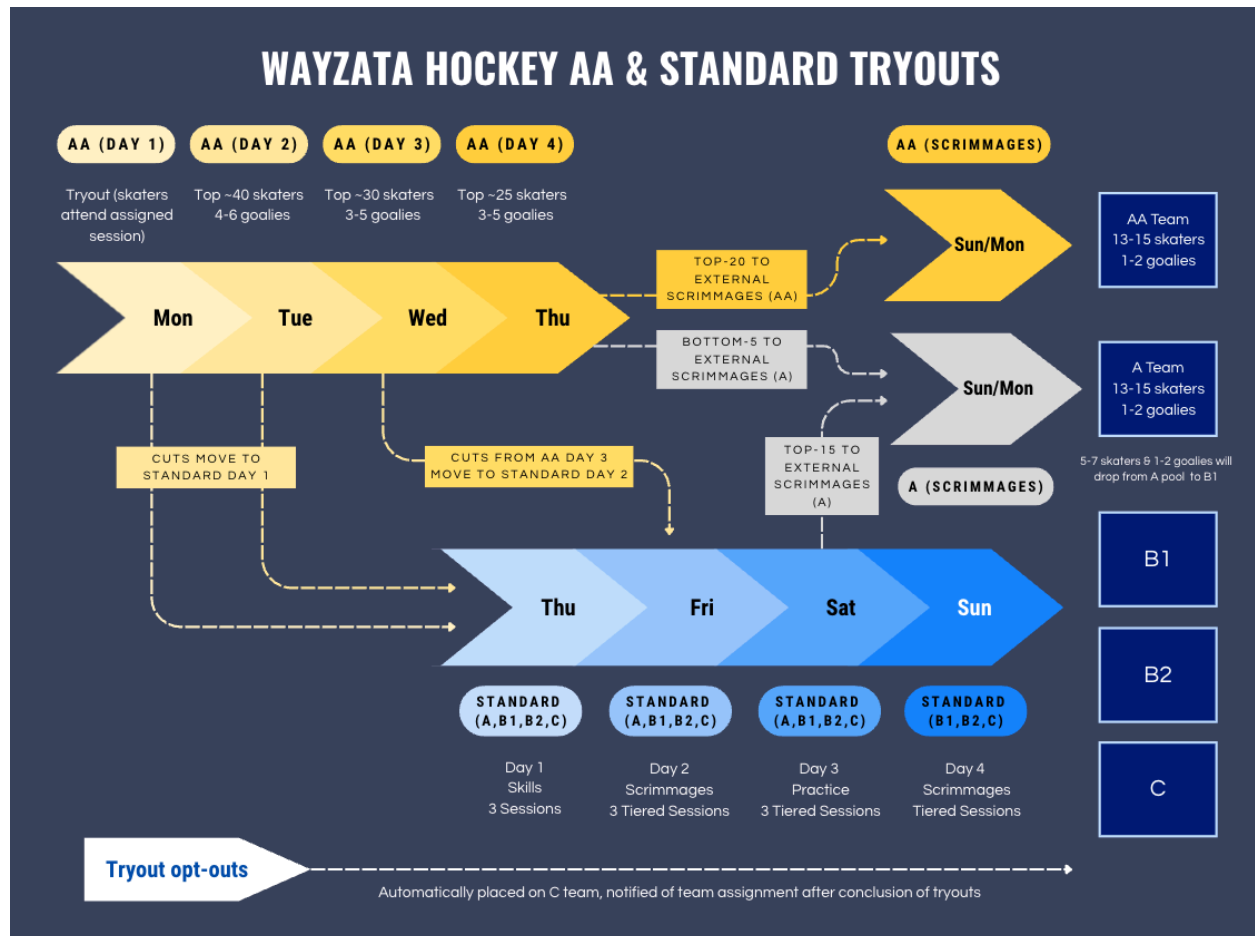 WAYZATA HOCKEY AA & STANDARD TRYOUTS
AA (DAY 1)
AA (DAY 2)
AA (DAY 3)
AA (DAY 4)
AA (SCRIMMAGES)
Tryout (skaters
attend assigned
session)
Top ~40 skaters
4-6 goalies
Top ~30 skaters
3-5 goalies
Top ~25 skaters
3-5 goalies
Mon
Tue
Wed
Thu
TOP-20 TO
EXTERNAL
SCRIMMAGES (AA)
Sun/Mon
AA Team
13-15 skaters
1-2 goalies
BOTTOM-5 TO
EXTERNAL
SCRIMMAGES (A)
Sun/Mon
A Team
13-15 skaters
1-2 goalies
CUTS MOVE TO
STANDARD DAY 1
CUTS FROM AA DAY 3
MOVE TO STANDARD DAY 2
TOP-15 TO
EXTERNAL
SCRIMMAGES
(A)
A (SCRIMMAGES)
5-7 skaters & 1-2 goalies will
drop from A pool to B1
B1
B2
C
Thu
Fri
Sat
Sun
STANDARD
(A,B1,B2,C)
STANDARD
(A,B1,B2,C)
STANDARD
(A,B1,B2,C)
STANDARD
(B1,B2,C)
Day 1
Skills
3 Sessions
Day 2
Scrimmages
3 Tiered Sessions
Day 3
Practice
3 Tiered Sessions
Day 4
Scrimmages
Tiered Sessions
Tryout opt-outs
Automatically placed on C team, notified of team assignment after conclusion of tryouts